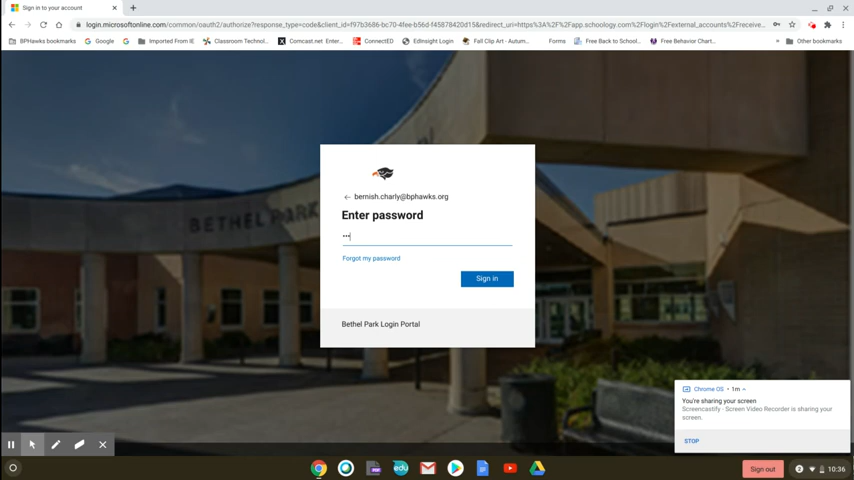 Sign in to your account
login.microsoftonline.com/common/oauth2/authorize?response_type=code&client_id=f97b3686-bc70-4fee-b56d-f45878420d15&redirect_uri=https%3A%2F%2Fapp.schoology.com%2Flogin%2Fexternal_accounts%2Freceive...
BPHawks bookmarks Google Imported From IE Classroom Technol... Comcast.net Enter... ConnectED EdInsight Login Fall Clip Art - Autum... Forms Free Back to School... Free Behavior Chart... » Other bookmarks
BETHEL PARK
bernish.charly@bphawks.org
Enter password
Forgot my password
Sign in
Bethel Park Login Portal
Chrome OS • 1m
You're sharing your screen
Screencastify - Screen Video Recorder is sharing your
screen.
STOP
PDF edu Sign out 2 10:36